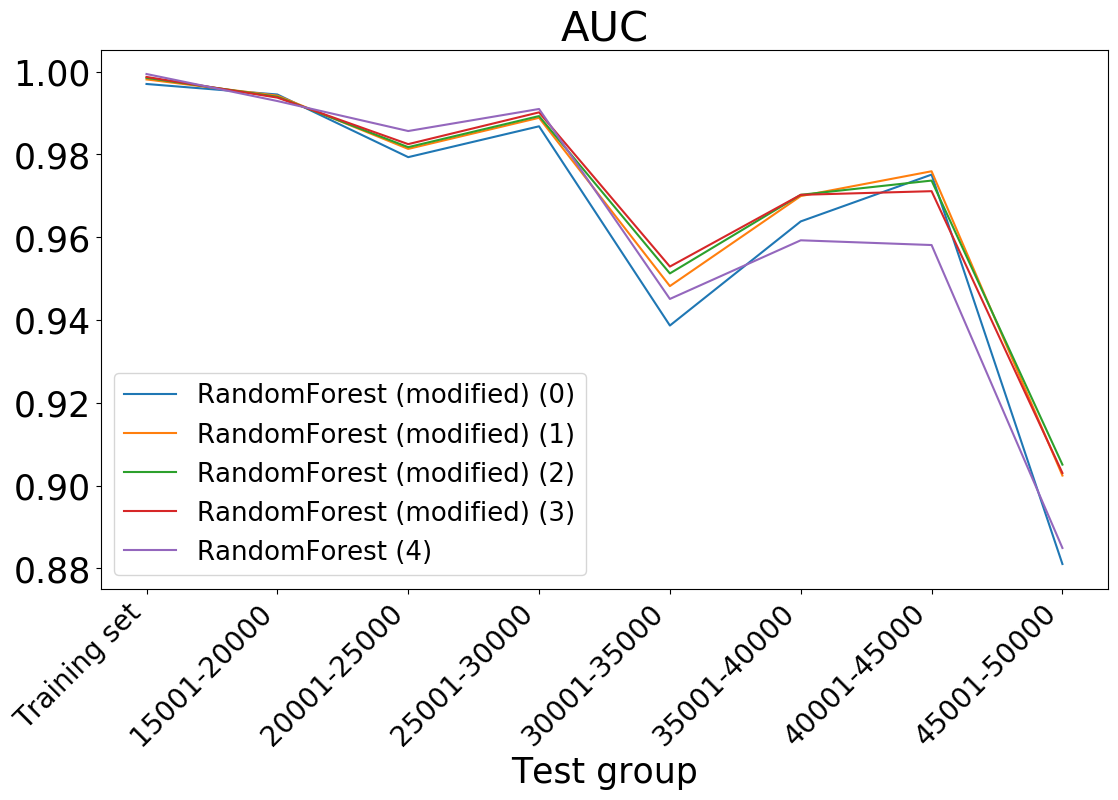 AUC
1.00
0.98
0.96
0.94
0.92
0.90
0.88
RandomForest (modified) (0)
RandomForest (modified) (1)
RandomForest (modified) (2)
RandomForest (modified) (3)
RandomForest (4)
Training set
15001-20000
20001-25000
25001-30000
30001-35000
35001-40000
40001-45000
45001-50000
Test group